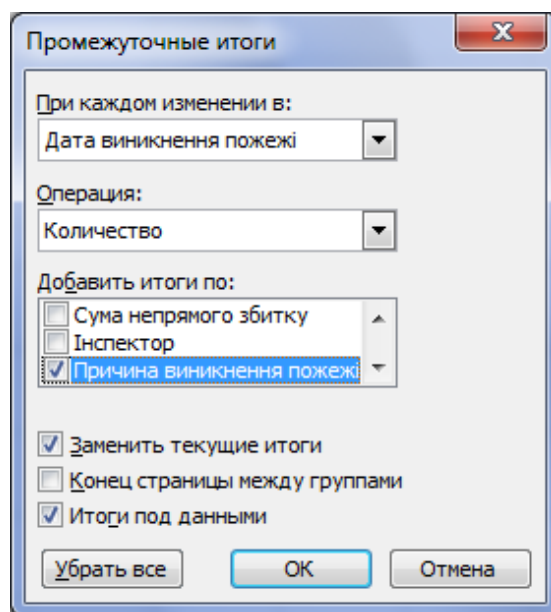 Промежуточные итоги
При каждом изменении в:
Дата виникнення пожежі
Операция:
Количество
Добавить итоги по:
Сума непрямого збитку
Інспектор
Причина виникнення пожежі
Заменить текущие итоги
Конец страницы между группами
Итоги под данными
Убрать все
ОК
Отмена